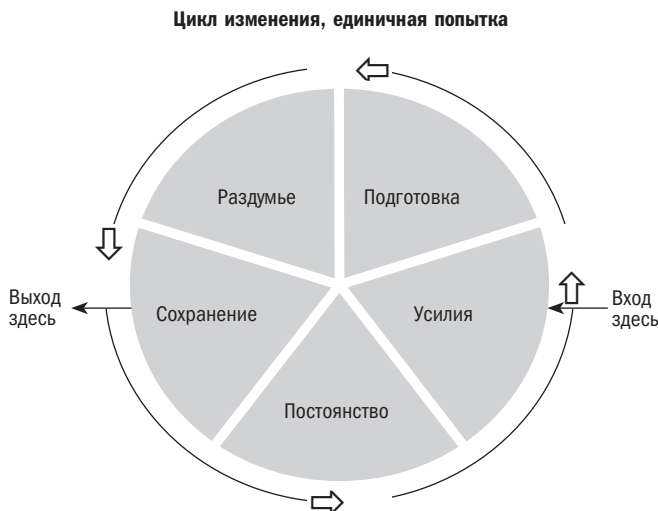 Цикл изменения, единичная попытка
Раздумье
Подготовка
Выход
здесь
Сохранение
Усилия
Вход
здесь
Постоянство